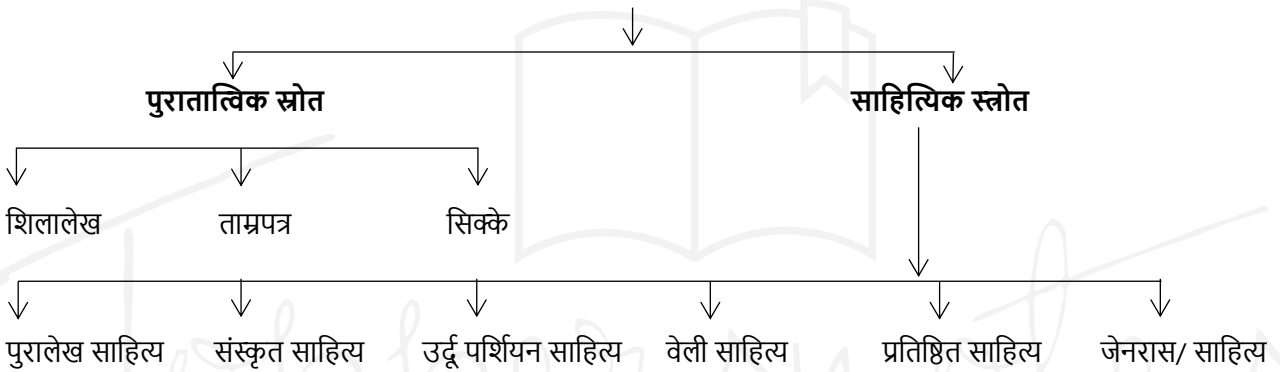 पुरातात्विक स्रोत साहित्यिक स्त्रोत
शिलालेख ताम्रपत्र सिक्के
पुरालेख साहित्य संस्कृत साहित्य उर्दू पर्शियन साहित्य वेली साहित्य प्रतिष्ठित साहित्य जेनरास/ साहित्य